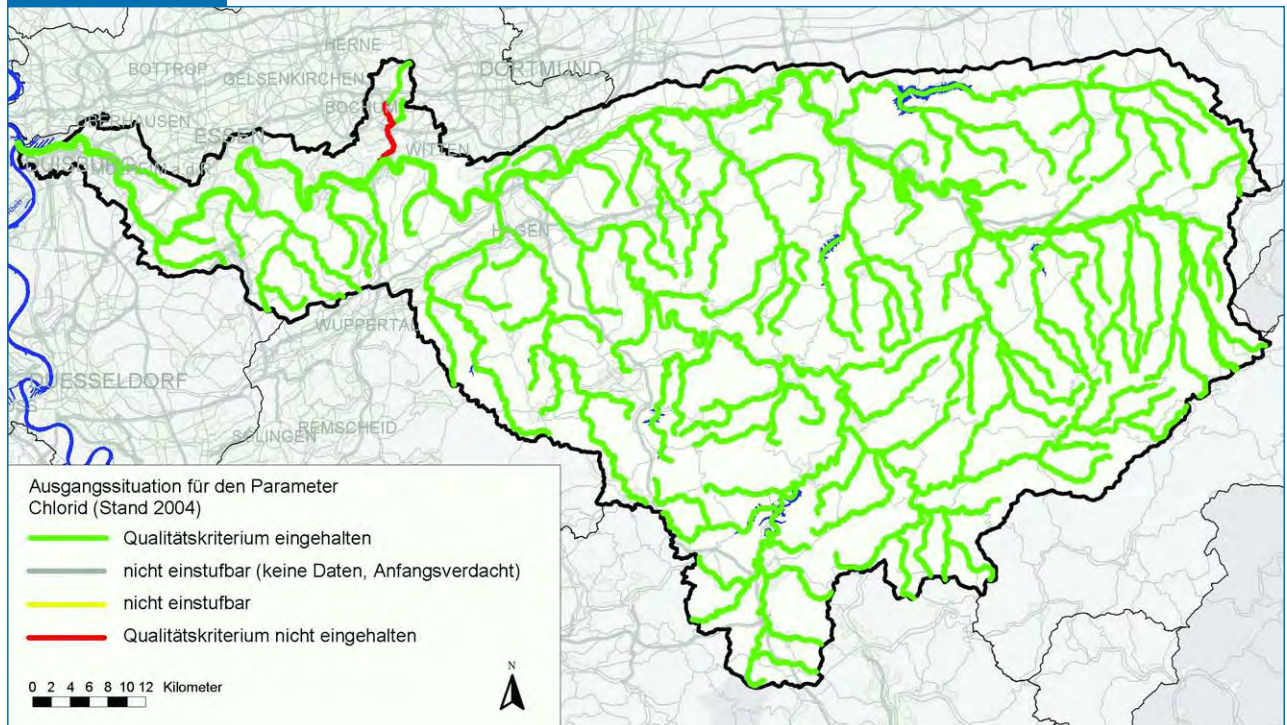 HERNE
BOTTROP
GELSENKIRCHEN
DORTMUND
BOCHUM
OBERHAUSEN
ESSEN
WITTEN
DUISBURG
HAGEN
WUPPERTAL
DUESSELDORF
REMSCHEID
SOLINGEN
Ausgangssituation für den Parameter
Chlorid (Stand 2004)
Qualitätskriterium eingehalten
nicht einstufbar (keine Daten, Anfangsverdacht)
nicht einstufbar
Qualitätskriterium nicht eingehalten
0 2 4 6 8 10 12 Kilometer
N